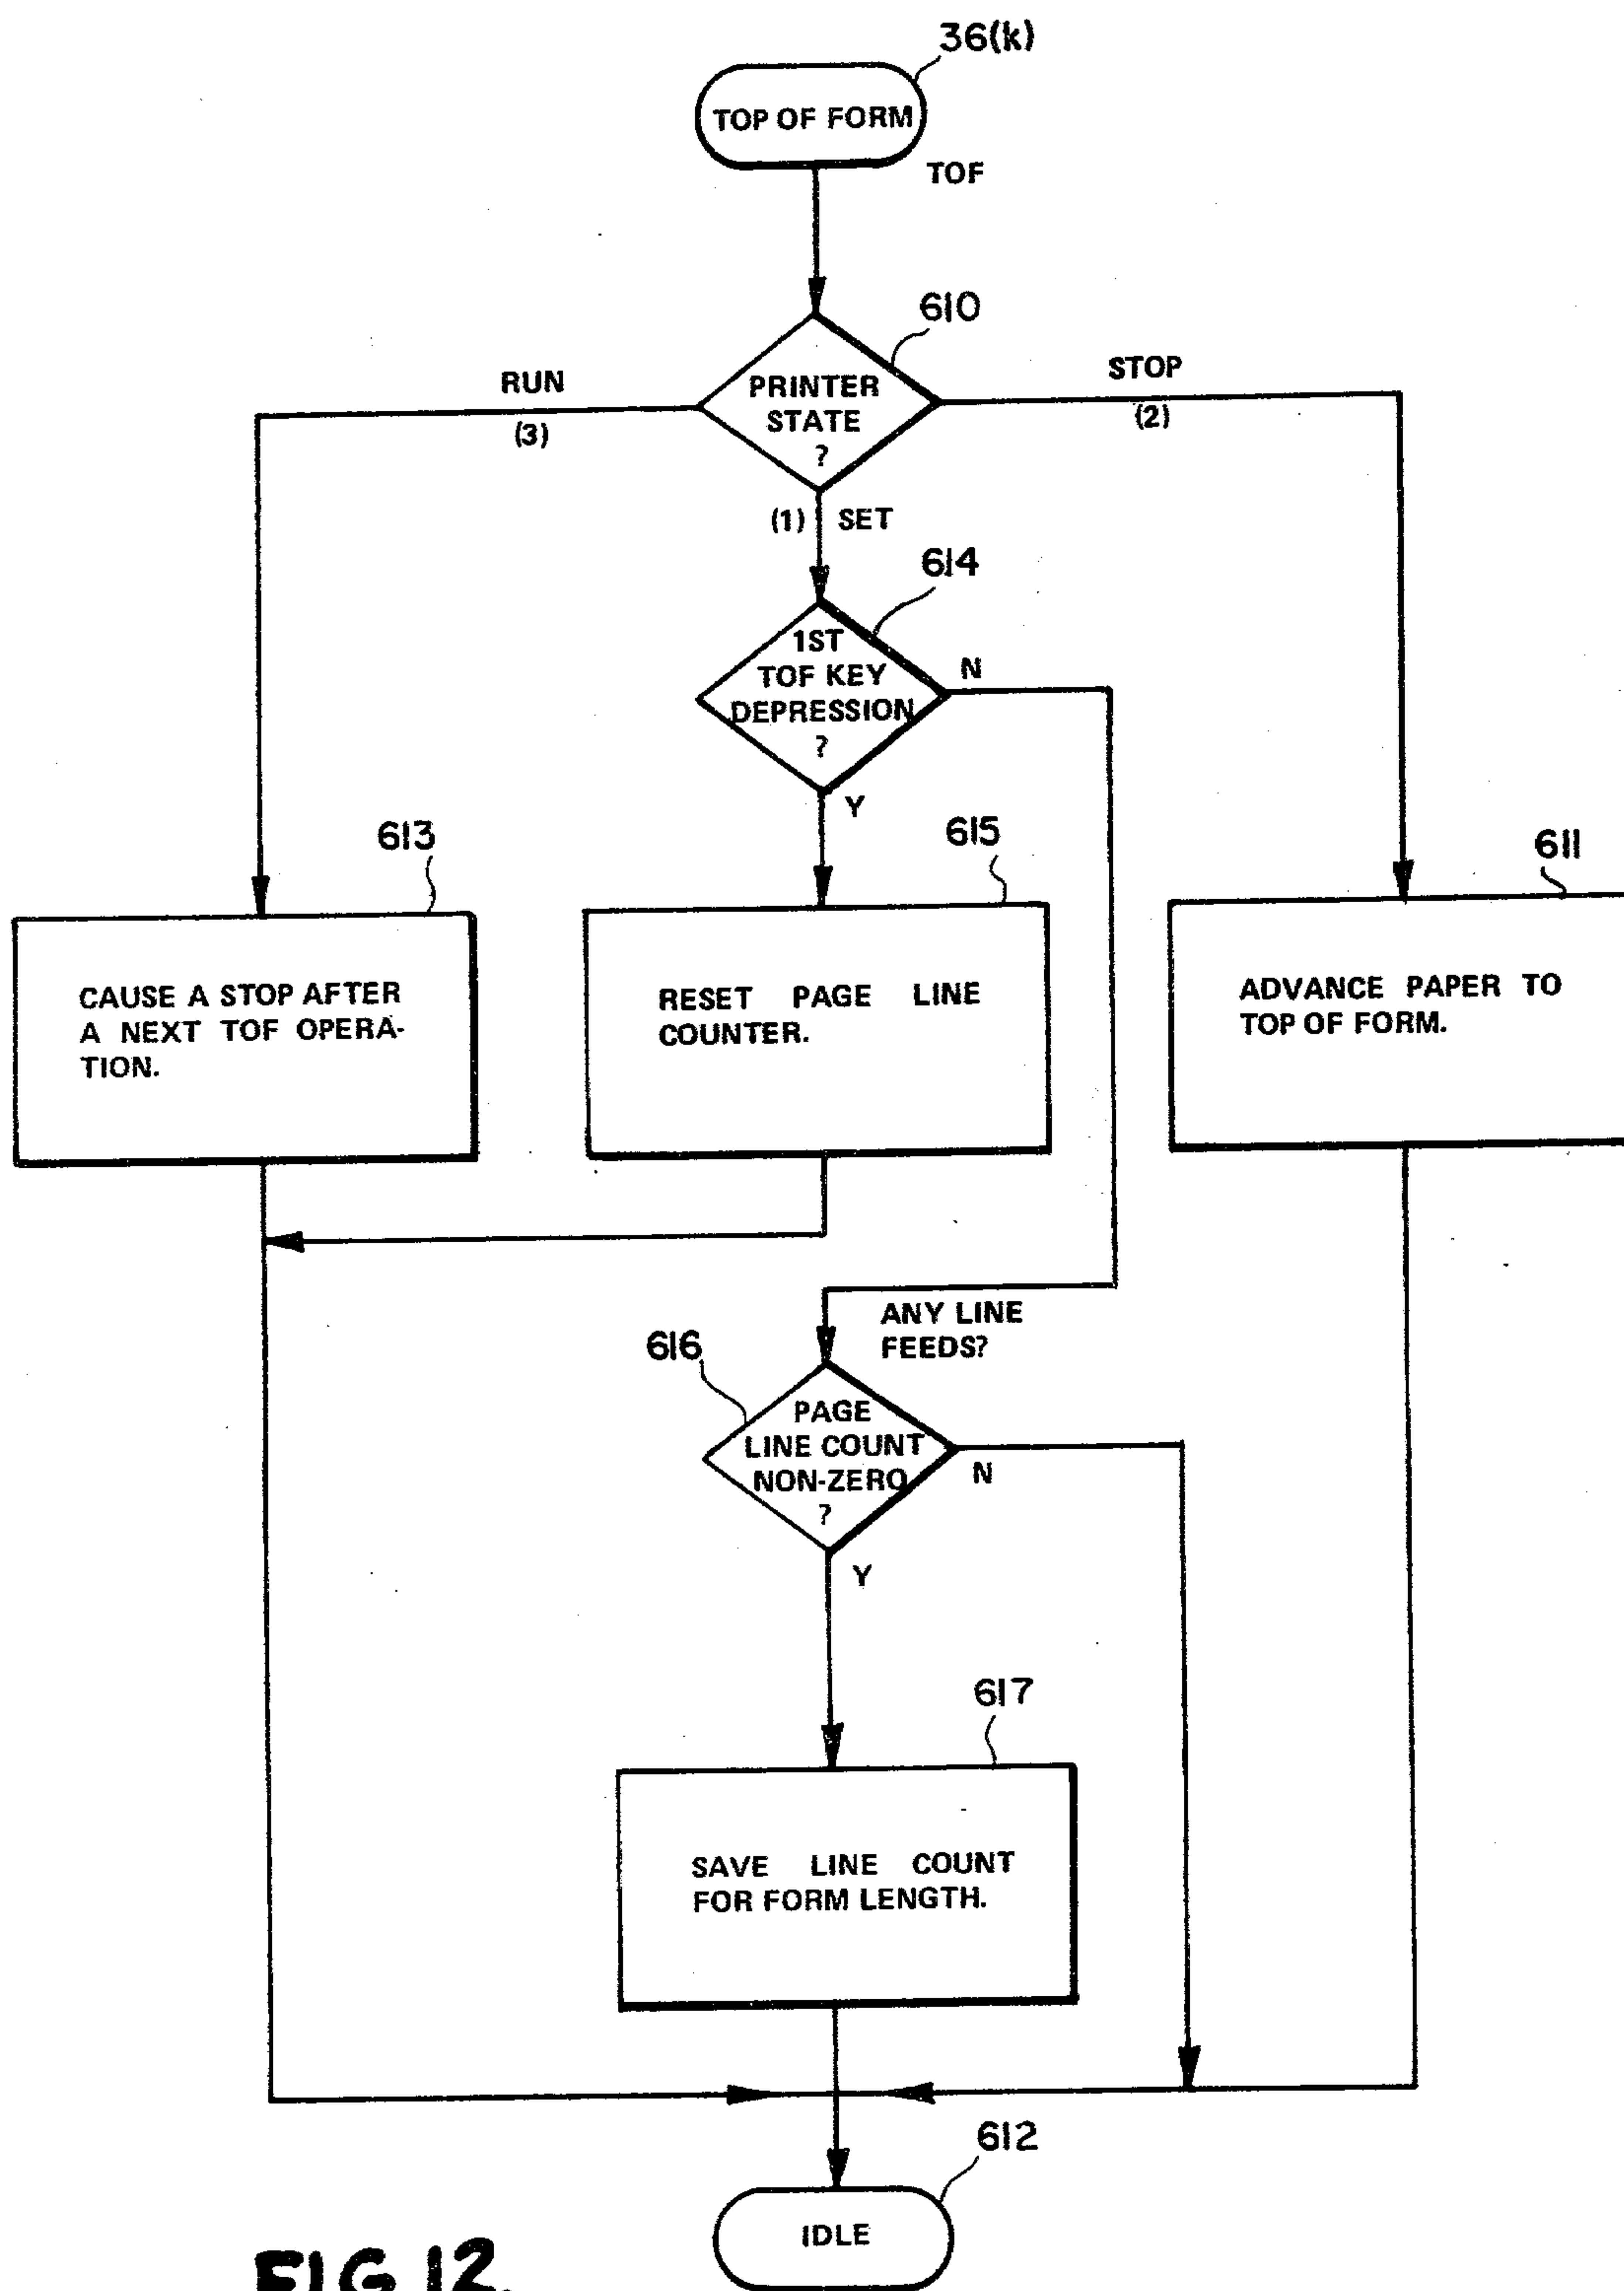 36(k)
TOP OF FORM
TOF
610
PRINTER
STATE
?
RUN
(3)
STOP
(2)
(1) SET
614
1ST
TOF KEY
DEPRESSION
?
N
Y
613
615
611
CAUSE A STOP AFTER
A NEXT TOF OPERA-
TION.
RESET PAGE LINE
COUNTER.
ADVANCE PAPER TO
TOP OF FORM.
ANY LINE
FEEDS?
616
PAGE
LINE COUNT
NON-ZERO
?
N
Y
617
SAVE LINE COUNT
FOR FORM LENGTH.
612
IDLE
FIG.12.